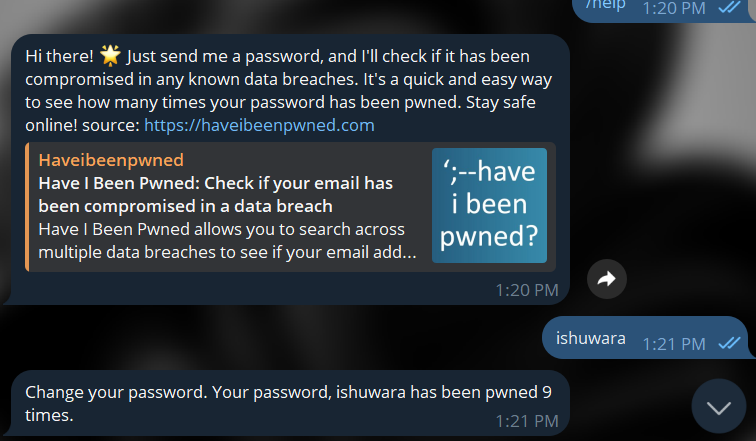 /help 1:20 PM
Hi there! 🌟 Just send me a password, and I'll check if it has been
compromised in any known data breaches. It's a quick and easy way
to see how many times your password has been pwned. Stay safe
online! source: https://haveibeenpwned.com
Haveibeenpwned
Have I Been Pwned: Check if your email has
been compromised in a data breach
Have I Been Pwned allows you to search across
multiple data breaches to see if your email add...
';--have
i been
pwned?
1:20 PM
ishuwara 1:21 PM
Change your password. Your password, ishuwara has been pwned 9
times.
1:21 PM